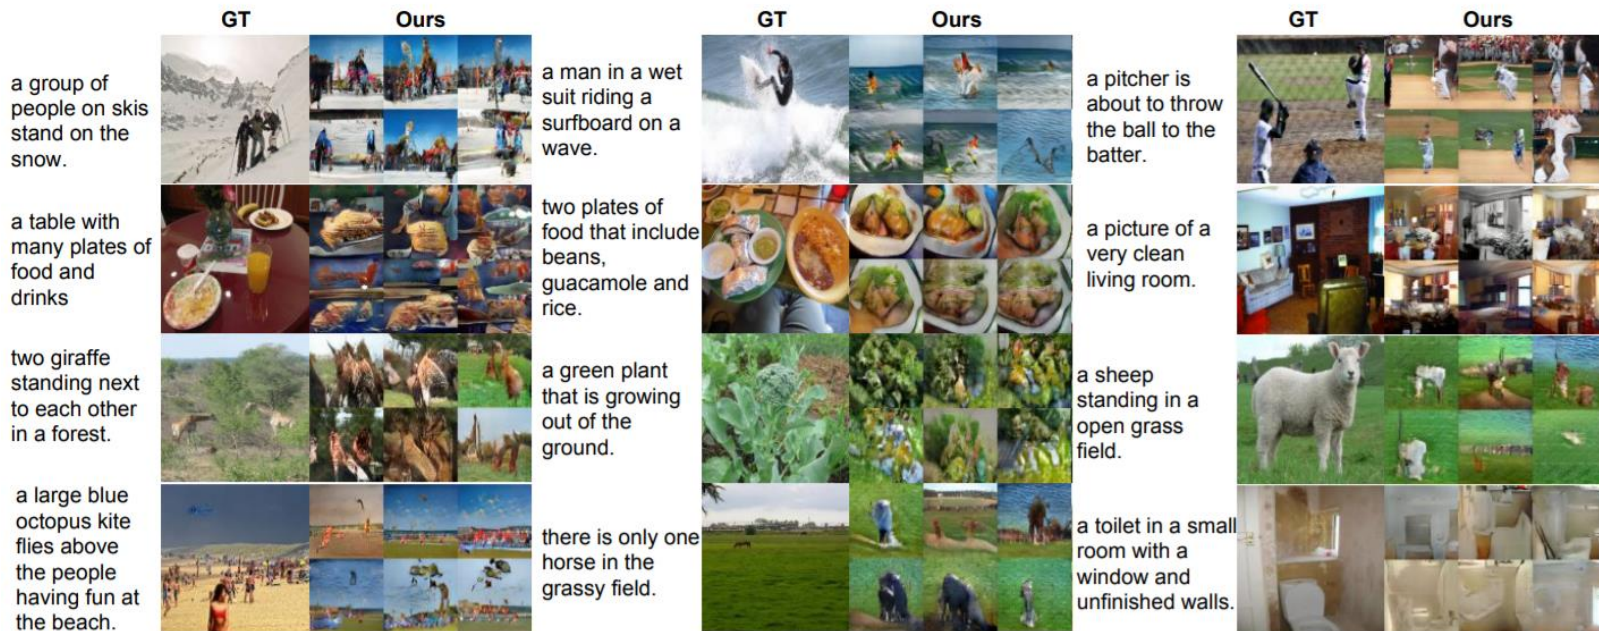 GT
Ours
GT
Ours
GT
Ours
a group of
people on skis
stand on the
snow.
a man in a wet
suit riding a
surfboard on a
wave.
a pitcher is
about to throw
the ball to the
batter.
a table with
many plates of
food and
drinks
two plates of
food that include
beans,
guacamole and
rice.
a picture of a
very clean
living room.
two giraffe
standing next
to each other
in a forest.
a green plant
that is growing
out of the
ground.
a sheep
standing in a
open grass
field.
a large blue
octopus kite
flies above
the people
having fun at
the beach.
there is only one
horse in the
grassy field.
a toilet in a small
room with a
window and
unfinished walls.